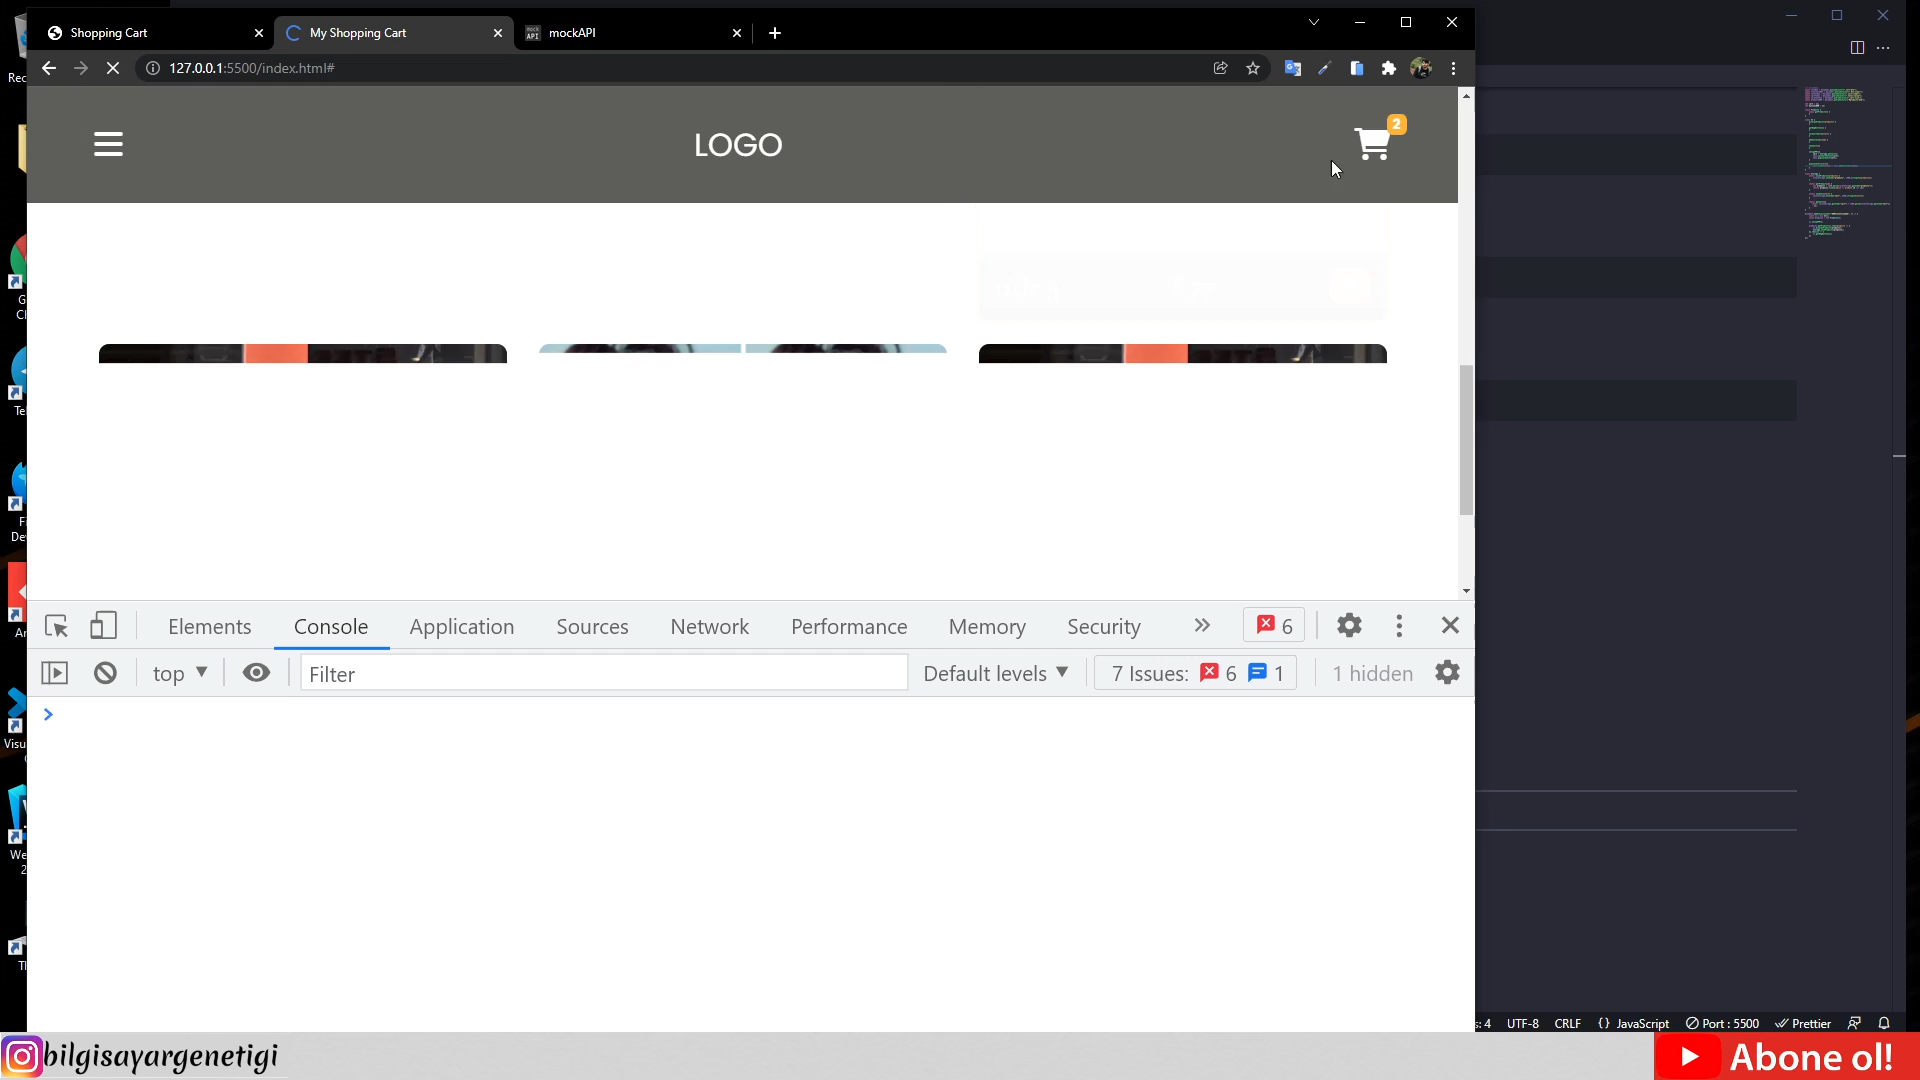 Shopping Cart
My Shopping Cart
mock API
mockAPI
127.0.0.1:5500/index.html#
LOGO
2
Elements
Console
Application
Sources
Network
Performance
Memory
Security
6
top
Filter
Default levels
7 Issues: 6 1
1 hidden
UTF-8
CRLF
{} JavaScript
Port : 5500
Prettier
bilgisayargenetigi
Abone ol!